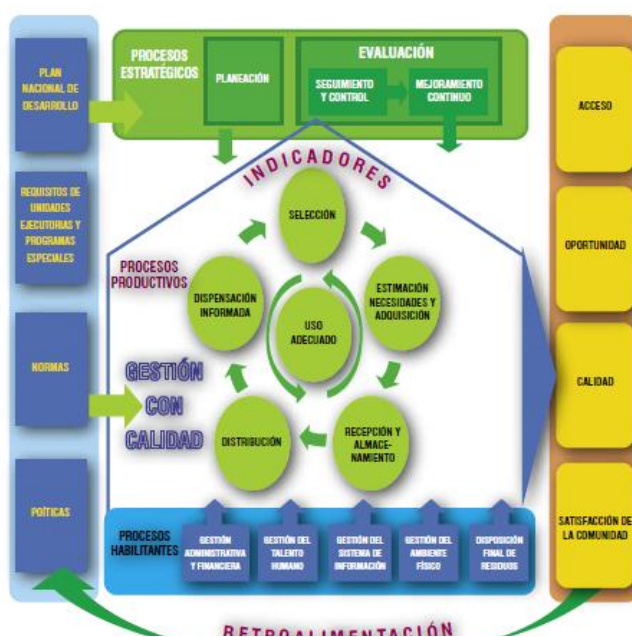 PLAN
NACIONAL DE
DESARROLLO
REQUISITOS DE
UNIDADES
EJECUTORIAS Y
PROGRAMAS
ESPECIALES
NORMAS
POÍTICAS
PROCESOS
ESTRATÉGICOS
PLANEACIÓN
EVALUACIÓN
SEGUIMIENTO
Y CONTROL
MEJORAMIENTO
CONTINUO
INDICADORES
PROCESOS
PRODUCTIVOS
SELECCIÓN
ESTIMACIÓN
NECESIDADES Y
ADQUISICIÓN
RECEPCIÓN Y
ALMACE-
NAMIENTO
DISTRIBUCIÓN
DISPENSACIÓN
INFORMADA
USO
ADECUADO
GESTIÓN
CON
CALIDAD
PROCESOS
HABILITANTES
GESTIÓN
ADMINISTRATIVA
Y FINANCIERA
GESTIÓN DEL
TALENTO
HUMANO
GESTIÓN DEL
SISTEMA DE
INFORMACIÓN
GESTIÓN DEL
AMBIENTE
FÍSICO
DISPOSICIÓN
FINAL DE
RESIDUOS
ACCESO
OPORTUNIDAD
CALIDAD
SATISFACCIÓN DE
LA COMUNIDAD
RETROALIMENTACIÓN